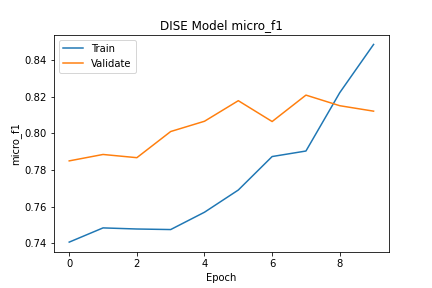 DISE Model micro_f1
Train
Validate
micro_f1
0.84
0.82
0.80
0.78
0.76
0.74
0 2 4 6 8
Epoch